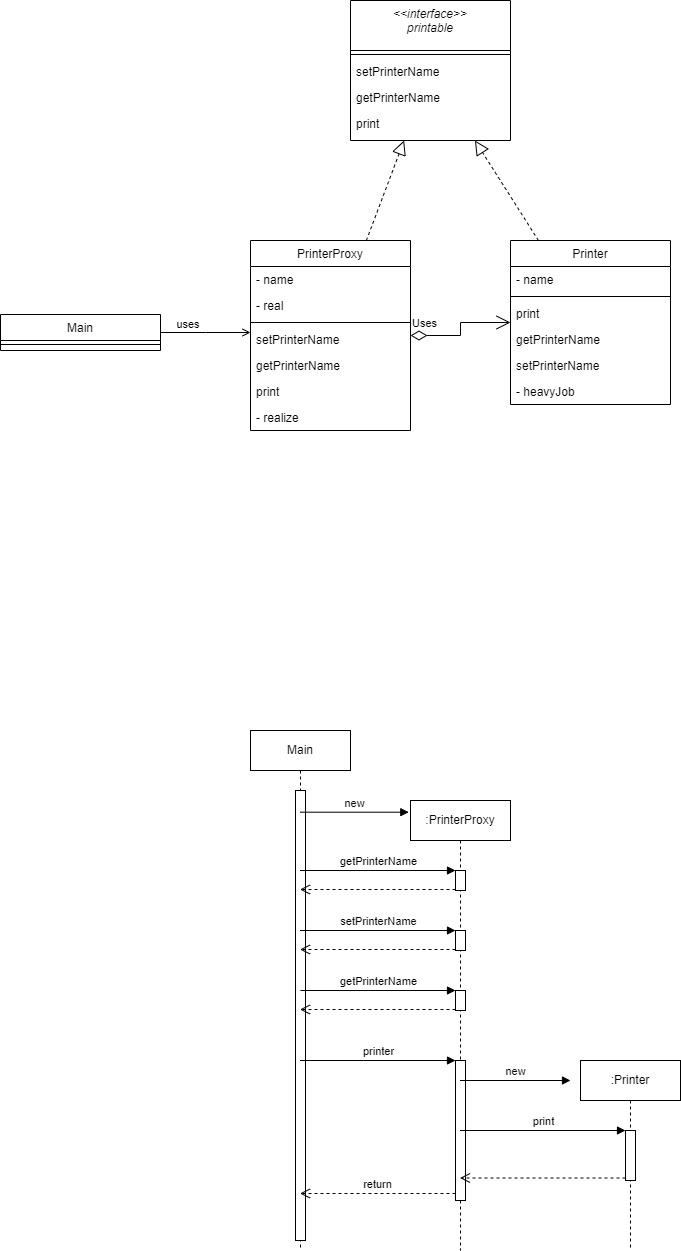 <<interface>>
printable
setPrinterName
getPrinterName
print
PrinterProxy
- name
- real
setPrinterName
getPrinterName
print
- realize
Printer
- name
print
getPrinterName
setPrinterName
- heavyJob
Main
uses
Uses
Main
new
:PrinterProxy
getPrinterName
setPrinterName
getPrinterName
printer
new
:Printer
print
return